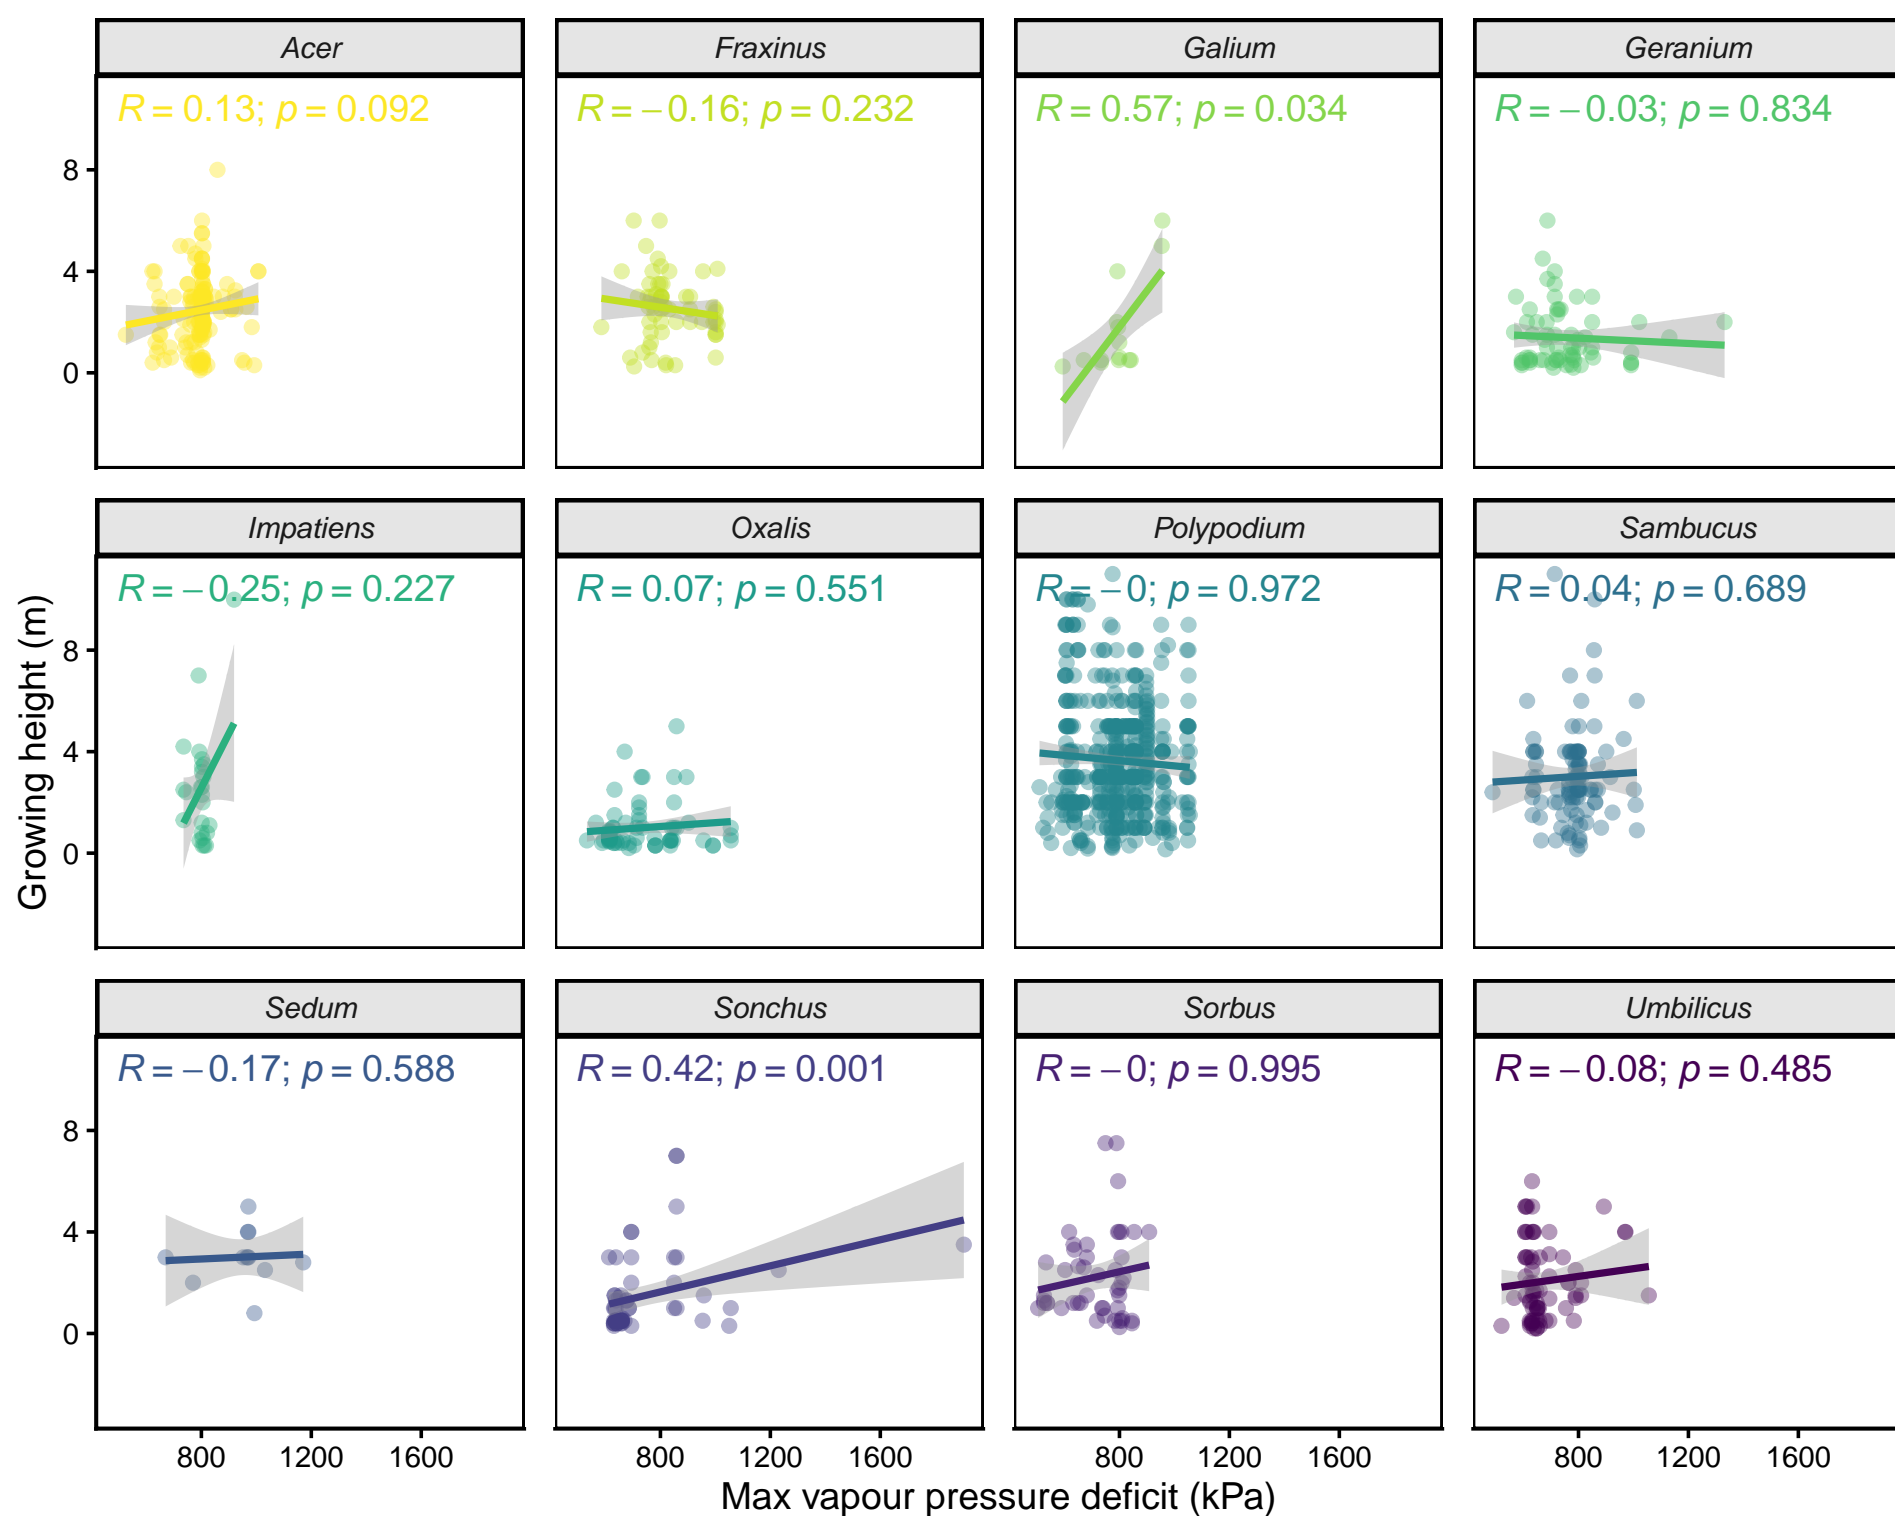 Acer Fraxinus Galium Geranium
R = 0.13; p = 0.092 R = −0.16; p = 0.232 R = 0.57; p = 0.034 R = −0.03; p = 0.834
8
4
0
Impatiens Oxalis Polypodium Sambucus
R = −0.25; p = 0.227 R = 0.07; p = 0.551 R = −0; p = 0.972 R = 0.04; p = 0.689
8
4
0
Growing height (m)
Sedum Sonchus Sorbus Umbilicus
R = −0.17; p = 0.588 R = 0.42; p = 0.001 R = −0; p = 0.995 R = −0.08; p = 0.485
8
4
0
800 1200 1600 800 1200 1600 800 1200 1600 800 1200 1600
Max vapour pressure deficit (kPa)